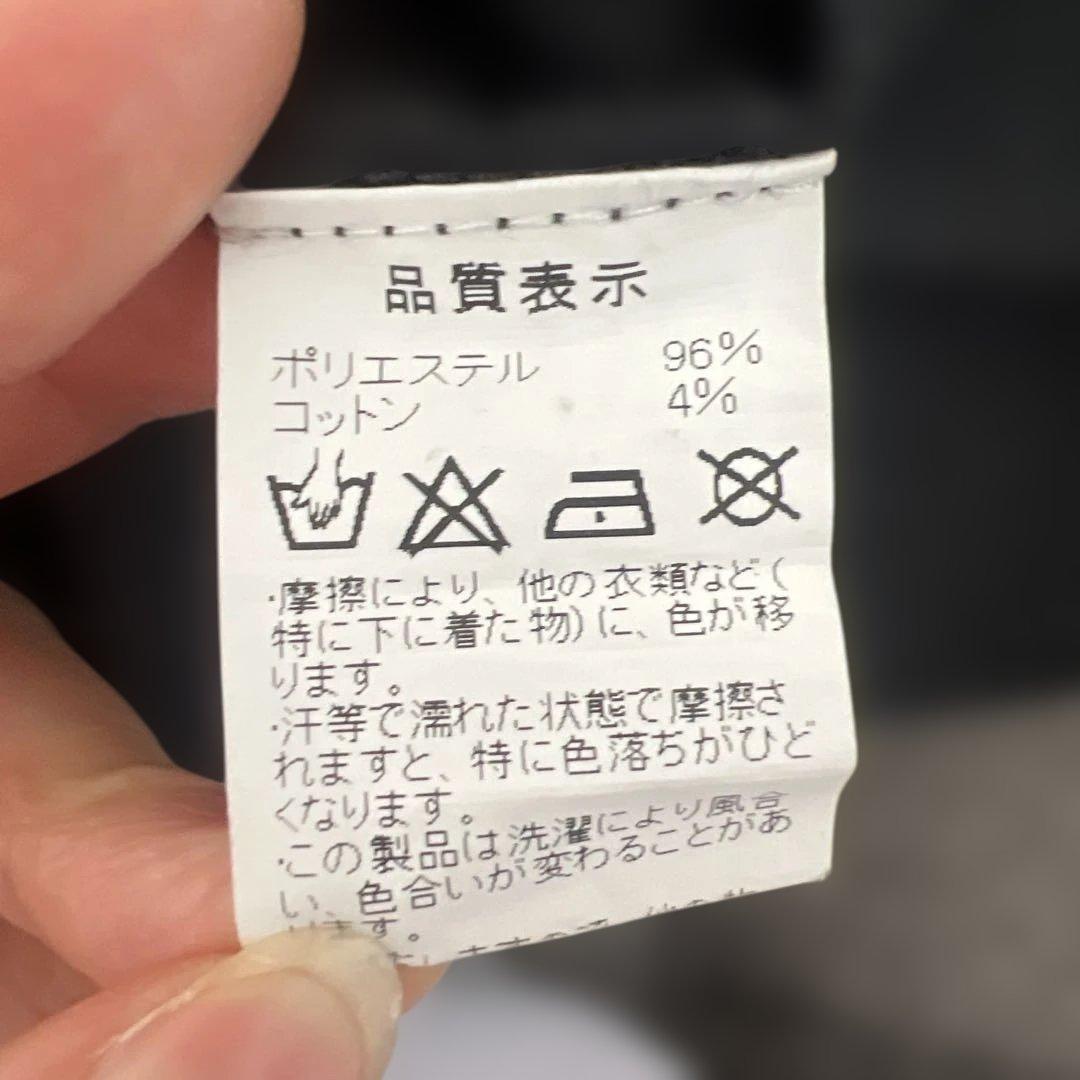 品質表示
ポリエステル 96%
コットン 4%
・摩擦により、他の衣類など(
特に下に着た物)に、色が移
ります。
・汗等で濡れた状態で摩擦さ
れますと、特に色落ちがひど
くなります。
・この製品は洗濯により風合
い、色合いが変わることがあ
ります。